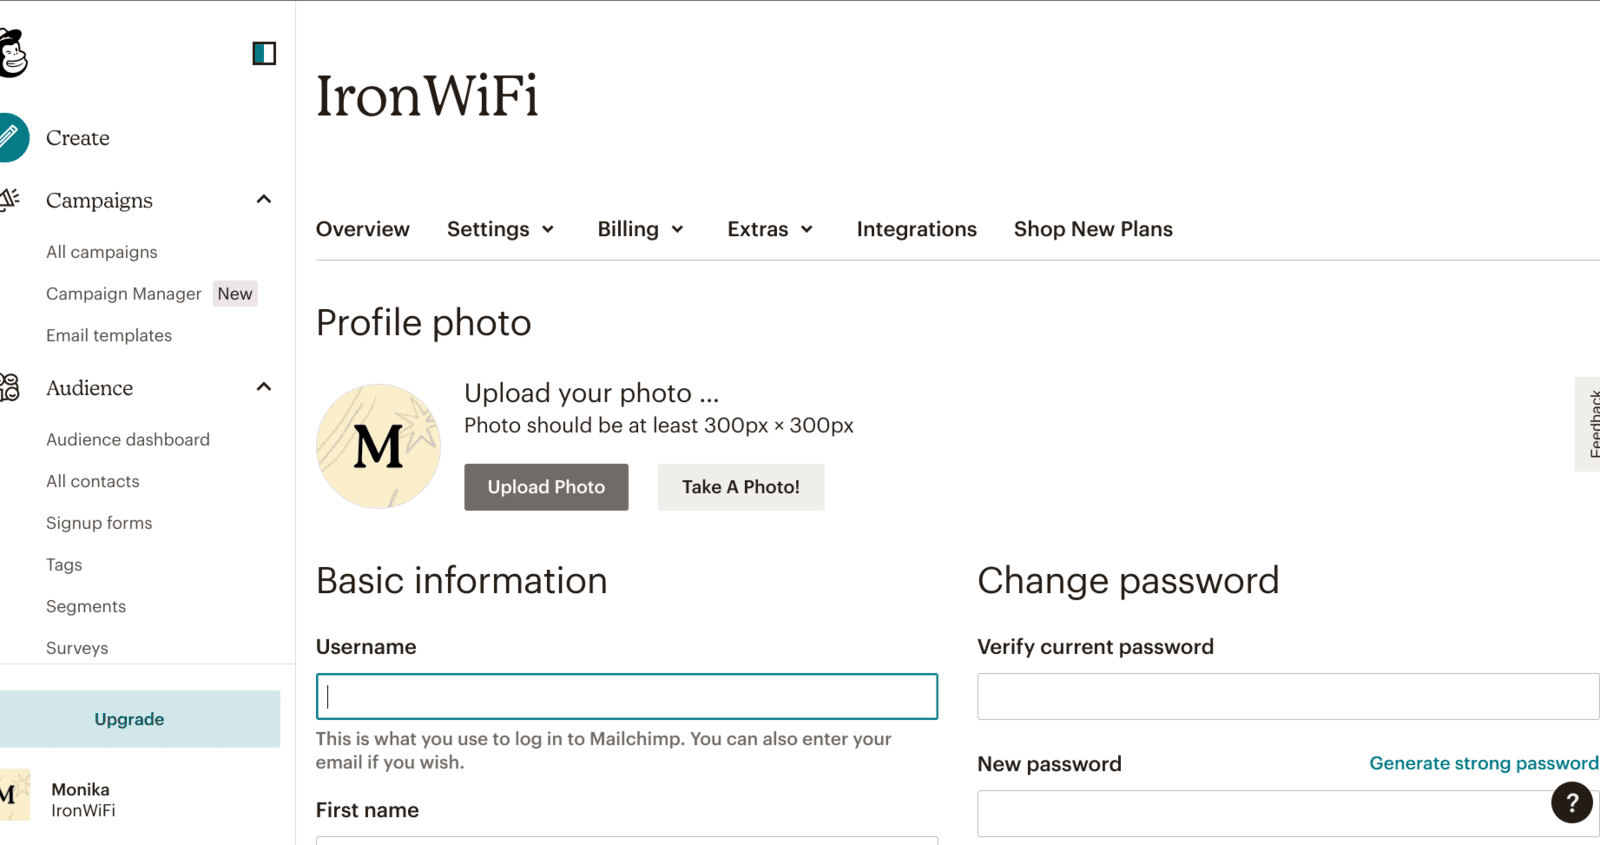 Create
Campaigns
All campaigns
Campaign Manager New
Email templates
Audience
Audience dashboard
All contacts
Signup forms
Tags
Segments
Surveys
Upgrade
M
Monika
IronWiFi
IronWiFi
Overview Settings Billing Extras Integrations Shop New Plans
Profile photo
M
Upload your photo ...
Photo should be at least 300px × 300px
Upload Photo Take A Photo!
Basic information
Username
This is what you use to log in to Mailchimp. You can also enter your
email if you wish.
First name
Change password
Verify current password
New password Generate strong password
?
Feedback